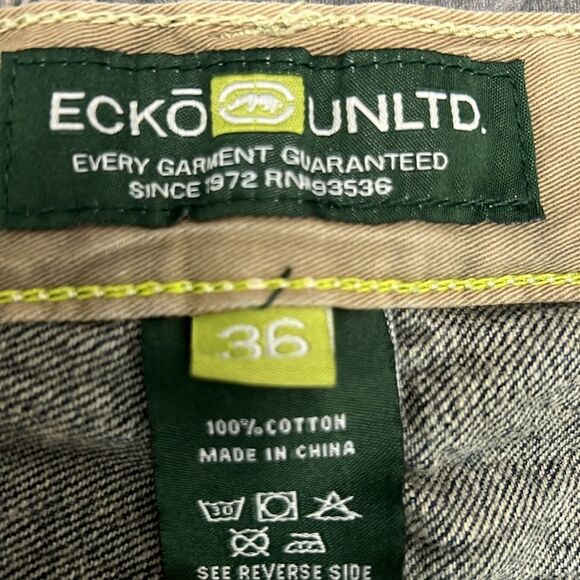 ECKŌ UNLTD.
EVERY GARMENT GUARANTEED
SINCE 1972 RN#93536
36
100% COTTON
MADE IN CHINA
30
SEE REVERSE SIDE